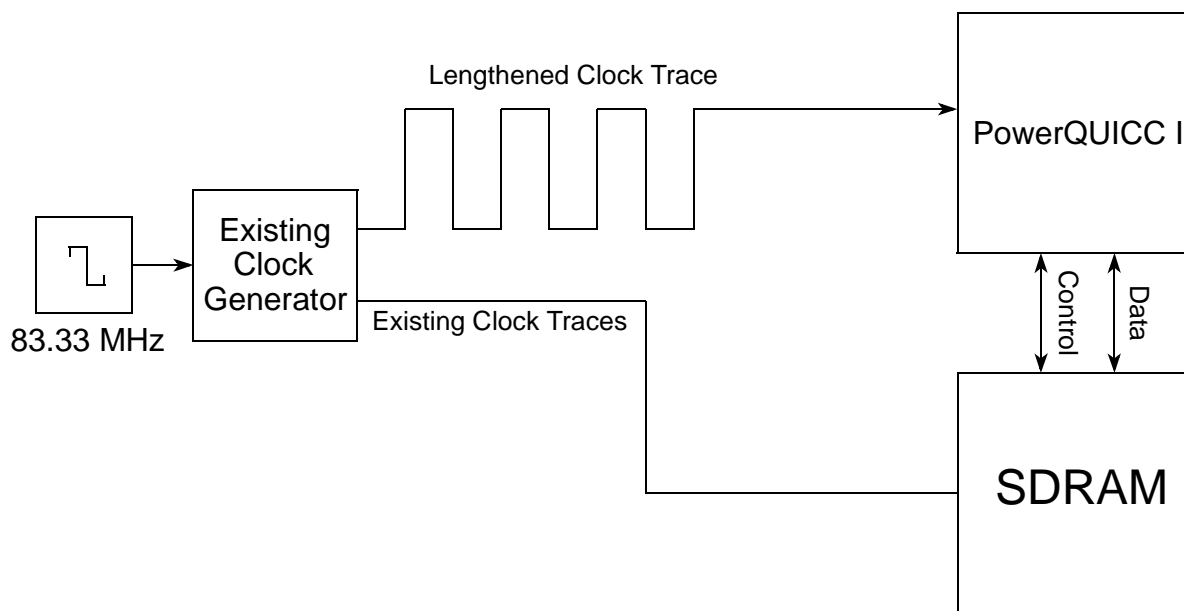 Lengthened Clock Trace
PowerQUICC I
Existing
Clock
Generator
83.33 MHz
Existing Clock Traces
Control
Data
SDRAM